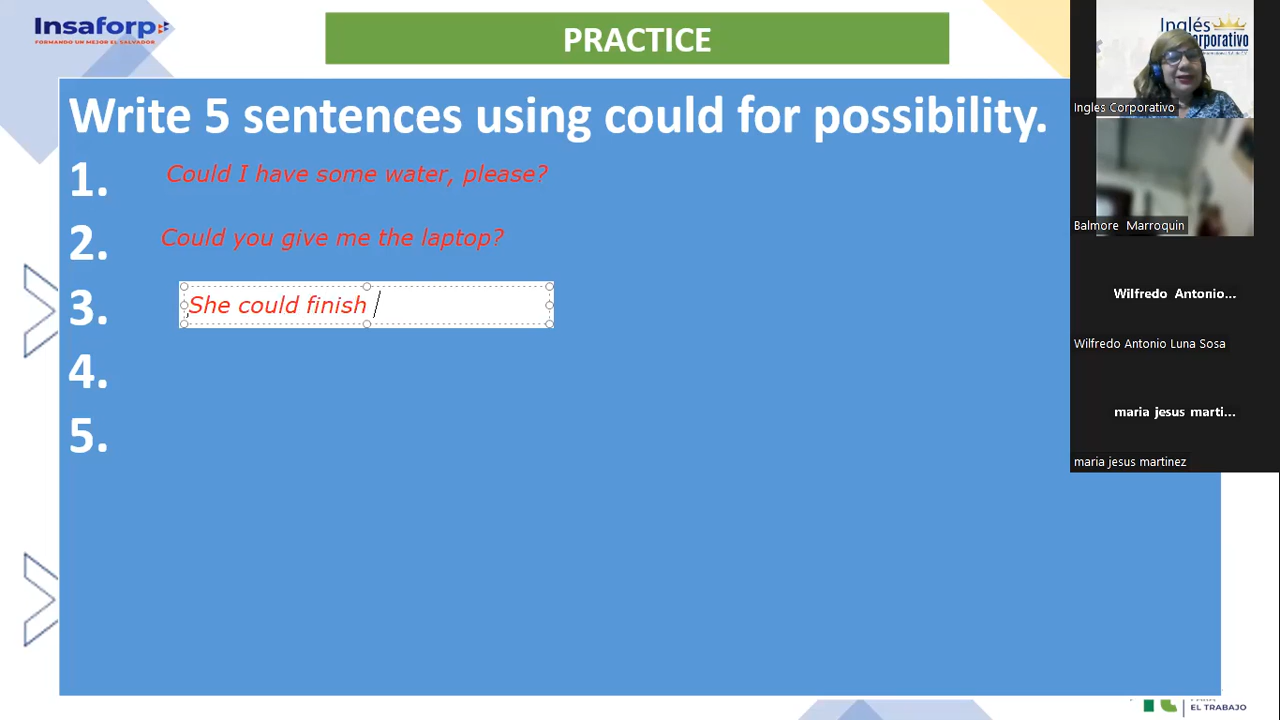 Insaforp
FORMANDO UN MEJOR EL SALVADOR
PRACTICE
Write 5 sentences using could for possibility.
1. Could I have some water, please?
2. Could you give me the laptop?
3. She could finish
4.
5.
Inglés
Corporativo
Ingles Corporativo
Balmore Marroquin
Wilfredo Antonio...
Wilfredo Antonio Luna Sosa
maria jesus marti...
maria jesus martinez
EL TRABAJO